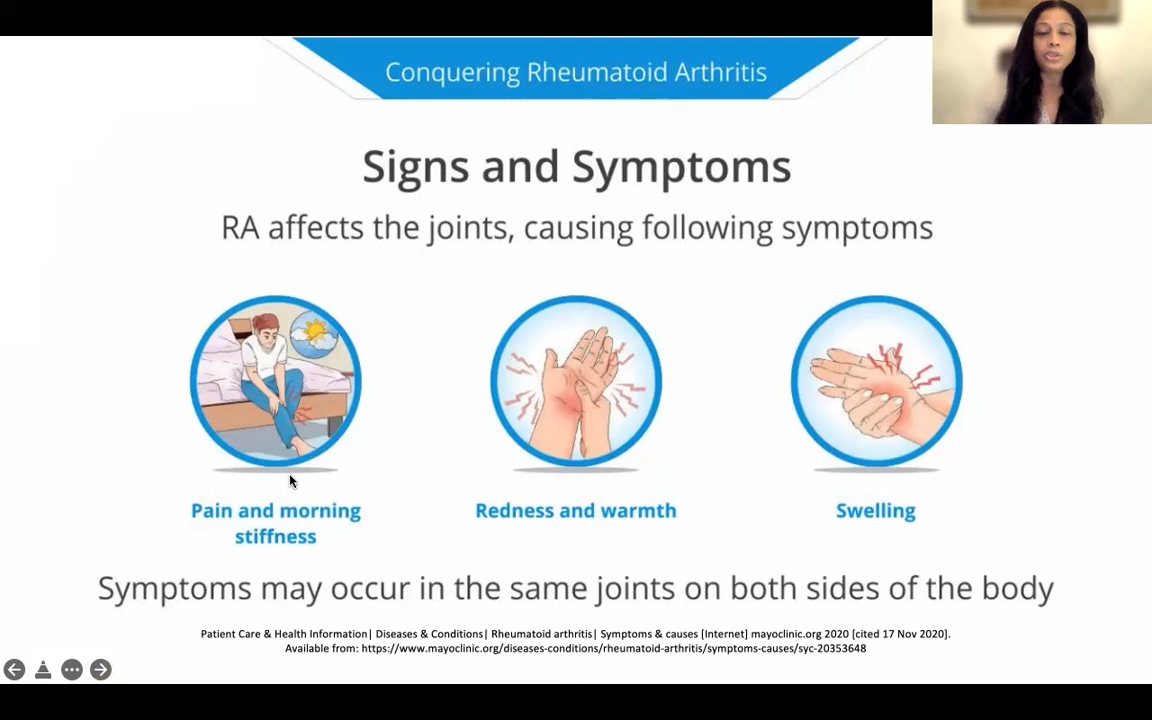 Conquering Rheumatoid Arthritis
Signs and Symptoms
RA affects the joints, causing following symptoms
Pain and morning
stiffness
Redness and warmth
Swelling
Symptoms may occur in the same joints on both sides of the body
Patient Care & Health Information| Diseases & Conditions| Rheumatoid arthritis| Symptoms & causes [Internet] mayoclinic.org 2020 [cited 17 Nov 2020].
Available from: https://www.mayoclinic.org/diseases-conditions/rheumatoid-arthritis/symptoms-causes/syc-20353648